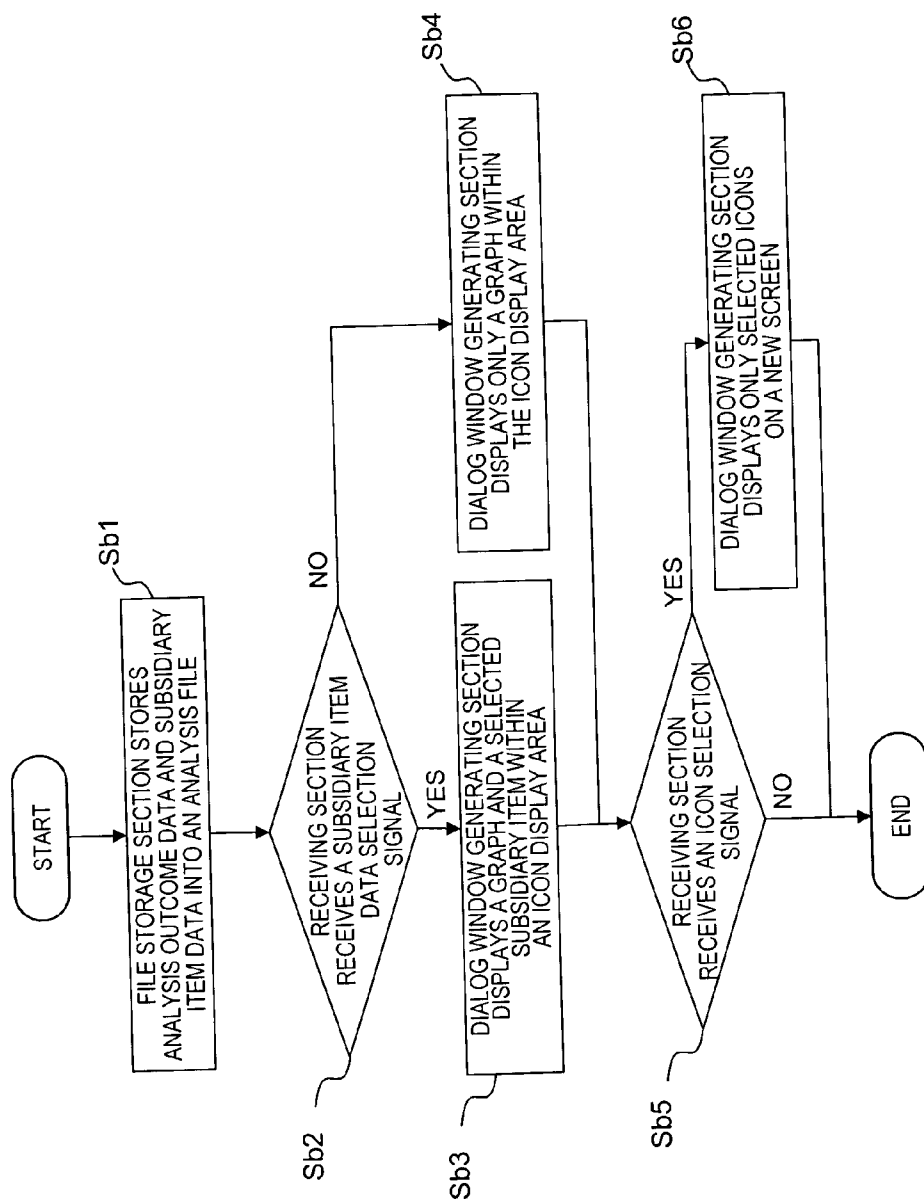 START
Sb1
FILE STORAGE SECTION STORES
ANALYSIS OUTCOME DATA AND SUBSIDIARY
ITEM DATA INTO AN ANALYSIS FILE
Sb2
RECEIVING SECTION
RECEIVES A SUBSIDIARY ITEM
DATA SELECTION
SIGNAL
NO
YES
Sb3
DIALOG WINDOW GENERATING SECTION
DISPLAYS A GRAPH AND A SELECTED
SUBSIDIARY ITEM WITHIN
AN ICON DISPLAY AREA
Sb4
DIALOG WINDOW GENERATING SECTION
DISPLAYS ONLY A GRAPH WITHIN
THE ICON DISPLAY AREA
Sb5
RECEIVING SECTION
RECEIVES AN ICON SELECTION
SIGNAL
YES
NO
Sb6
DIALOG WINDOW GENERATING SECTION
DISPLAYS ONLY SELECTED ICONS
ON A NEW SCREEN
END